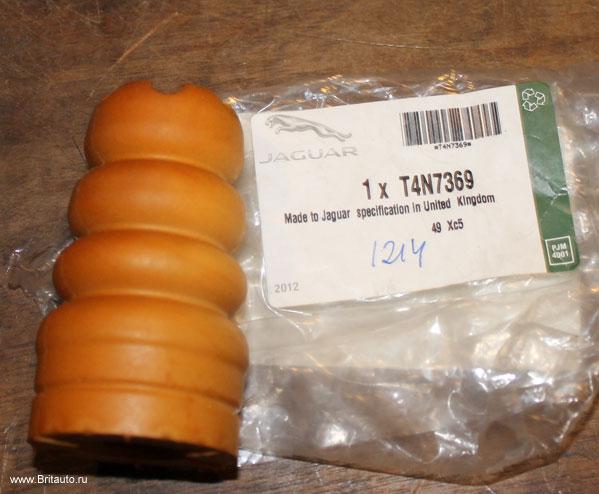 JAGUAR
*T4N7369*
1 x T4N7369
Made to Jaguar specification in United Kingdom
49 Xc5
1214
2012
PJM
4001
www.Britauto.ru